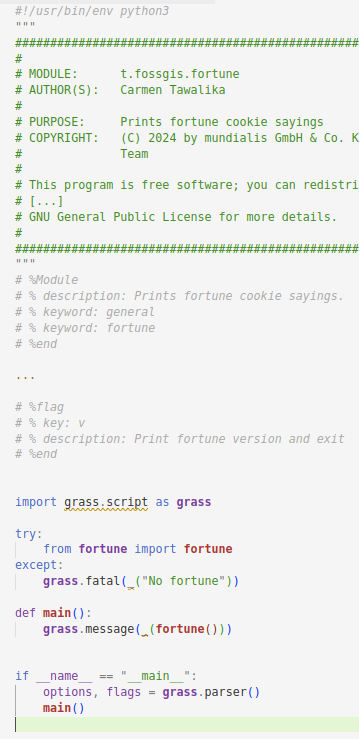 #!/usr/bin/env python3
"""
################################################
#
# MODULE:      t.fossgis.fortune
# AUTHOR(S):   Carmen Tawalika
#
# PURPOSE:     Prints fortune cookie sayings
# COPYRIGHT:   (C) 2024 by mundialis GmbH & Co. K
#              Team
#
# This program is free software; you can redistri
# [...]
# GNU General Public License for more details.
#
################################################
"""
# %Module
# % description: Prints fortune cookie sayings.
# % keyword: general
# % keyword: fortune
# %end
...
# %flag
# % key: v
# % description: Print fortune version and exit
# %end
import grass.script as grass
try:
    from fortune import fortune
except:
    grass.fatal(_("No fortune"))
def main():
    grass.message(_(fortune()))
if __name__ == "__main__":
    options, flags = grass.parser()
    main()